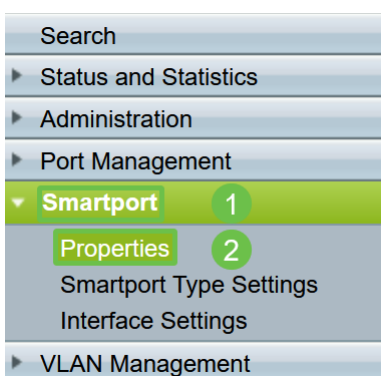 Search
Status and Statistics
Administration
Port Management
Smartport 1
Properties 2
Smartport Type Settings
Interface Settings
VLAN Management